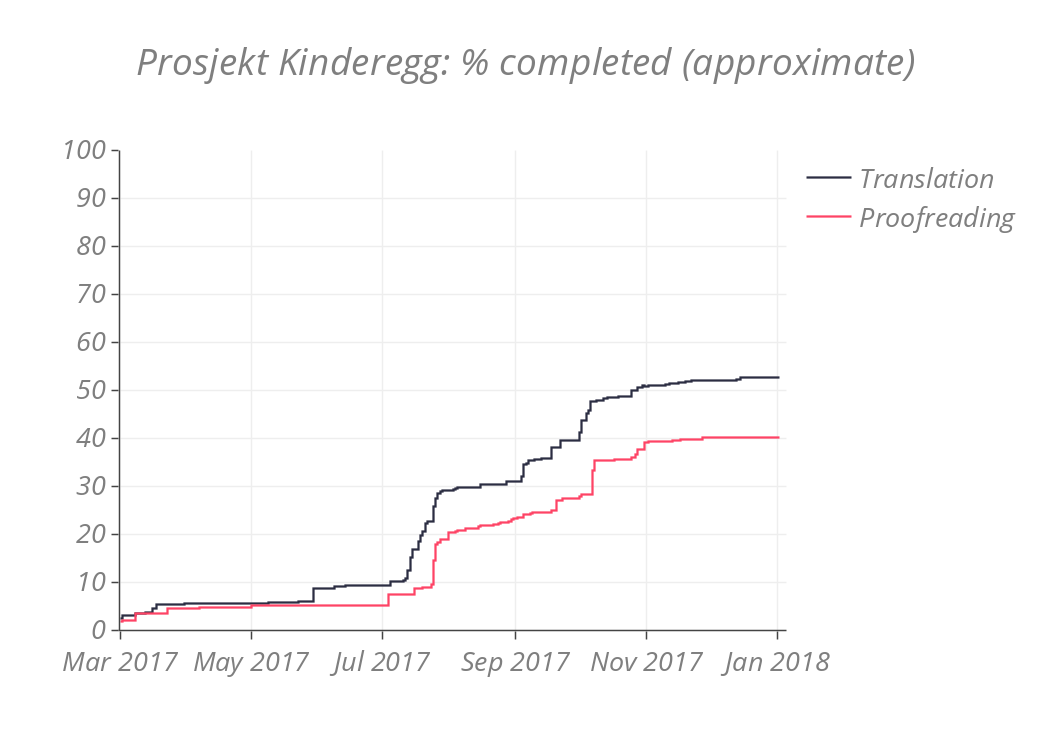 Prosjekt Kinderegg: % completed (approximate)
100
90
80
70
60
50
40
30
20
10
0
Mar 2017 May 2017 Jul 2017 Sep 2017 Nov 2017 Jan 2018
Translation
Proofreading